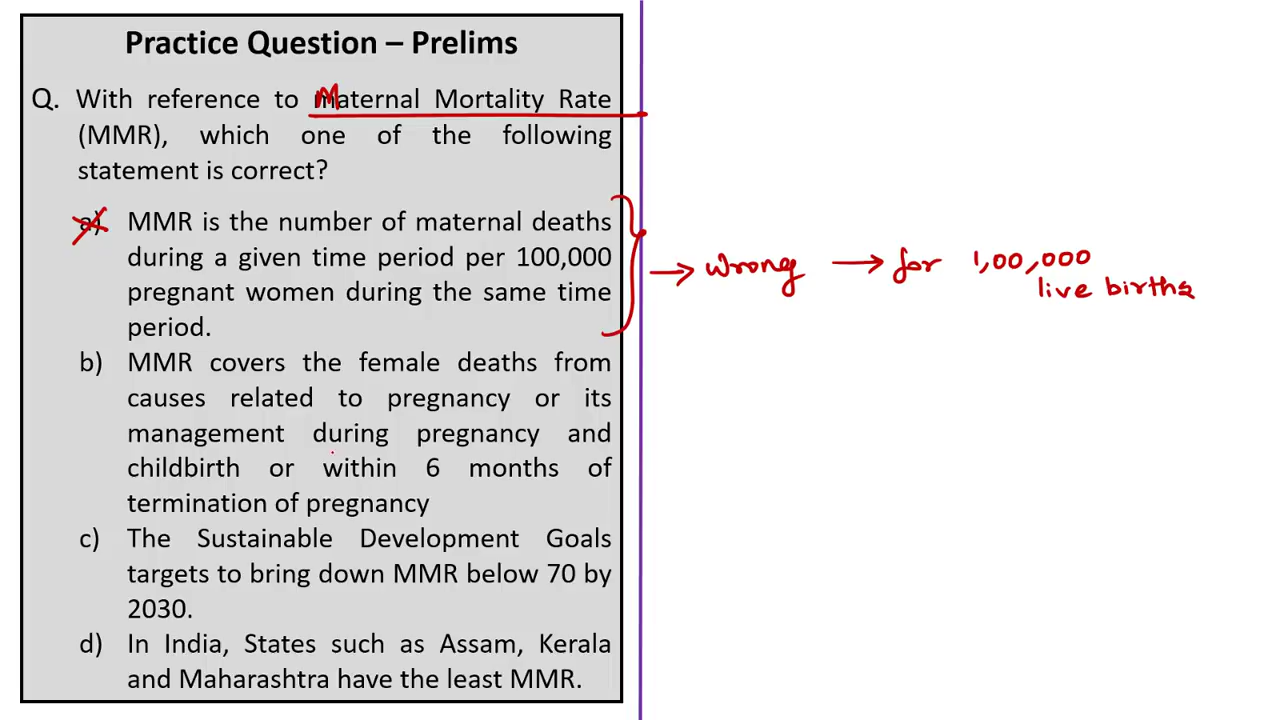 Practice Question – Prelims
Q. With reference to Maternal Mortality Rate
(MMR), which one of the following
statement is correct?
a) MMR is the number of maternal deaths
during a given time period per 100,000
pregnant women during the same time
period.
→ wrong → for 1,00,000
live births
b) MMR covers the female deaths from
causes related to pregnancy or its
management during pregnancy and
childbirth or within 6 months of
termination of pregnancy
c) The Sustainable Development Goals
targets to bring down MMR below 70 by
2030.
d) In India, States such as Assam, Kerala
and Maharashtra have the least MMR.